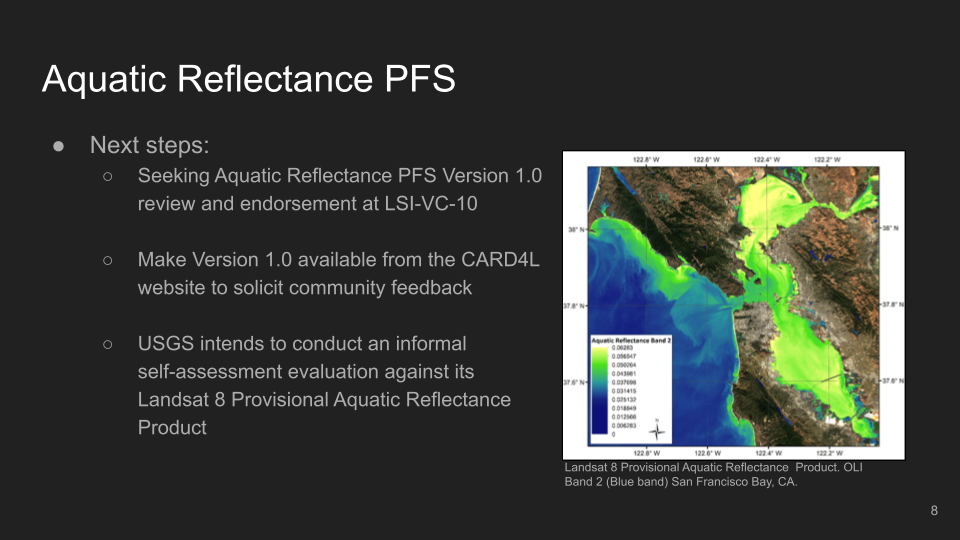 Aquatic Reflectance PFS
● Next steps:
○ Seeking Aquatic Reflectance PFS Version 1.0
review and endorsement at LSI-VC-10
○ Make Version 1.0 available from the CARD4L
website to solicit community feedback
○ USGS intends to conduct an informal
self-assessment evaluation against its
Landsat 8 Provisional Aquatic Reflectance
Product
122.8° W 122.6° W 122.4° W 122.2° W
38° N 38° N
37.8° N 37.8° N
37.6° N 37.6° N
Aquatic Reflectance Band 2
0.06283
0.056547
0.050264
0.043981
0.037698
0.031415
0.025132
0.018849
0.012566
0.006283
0
N
122.8° W 122.6° W 122.4° W 122.2° W
Landsat 8 Provisional Aquatic Reflectance Product. OLI
Band 2 (Blue band) San Francisco Bay, CA.
8